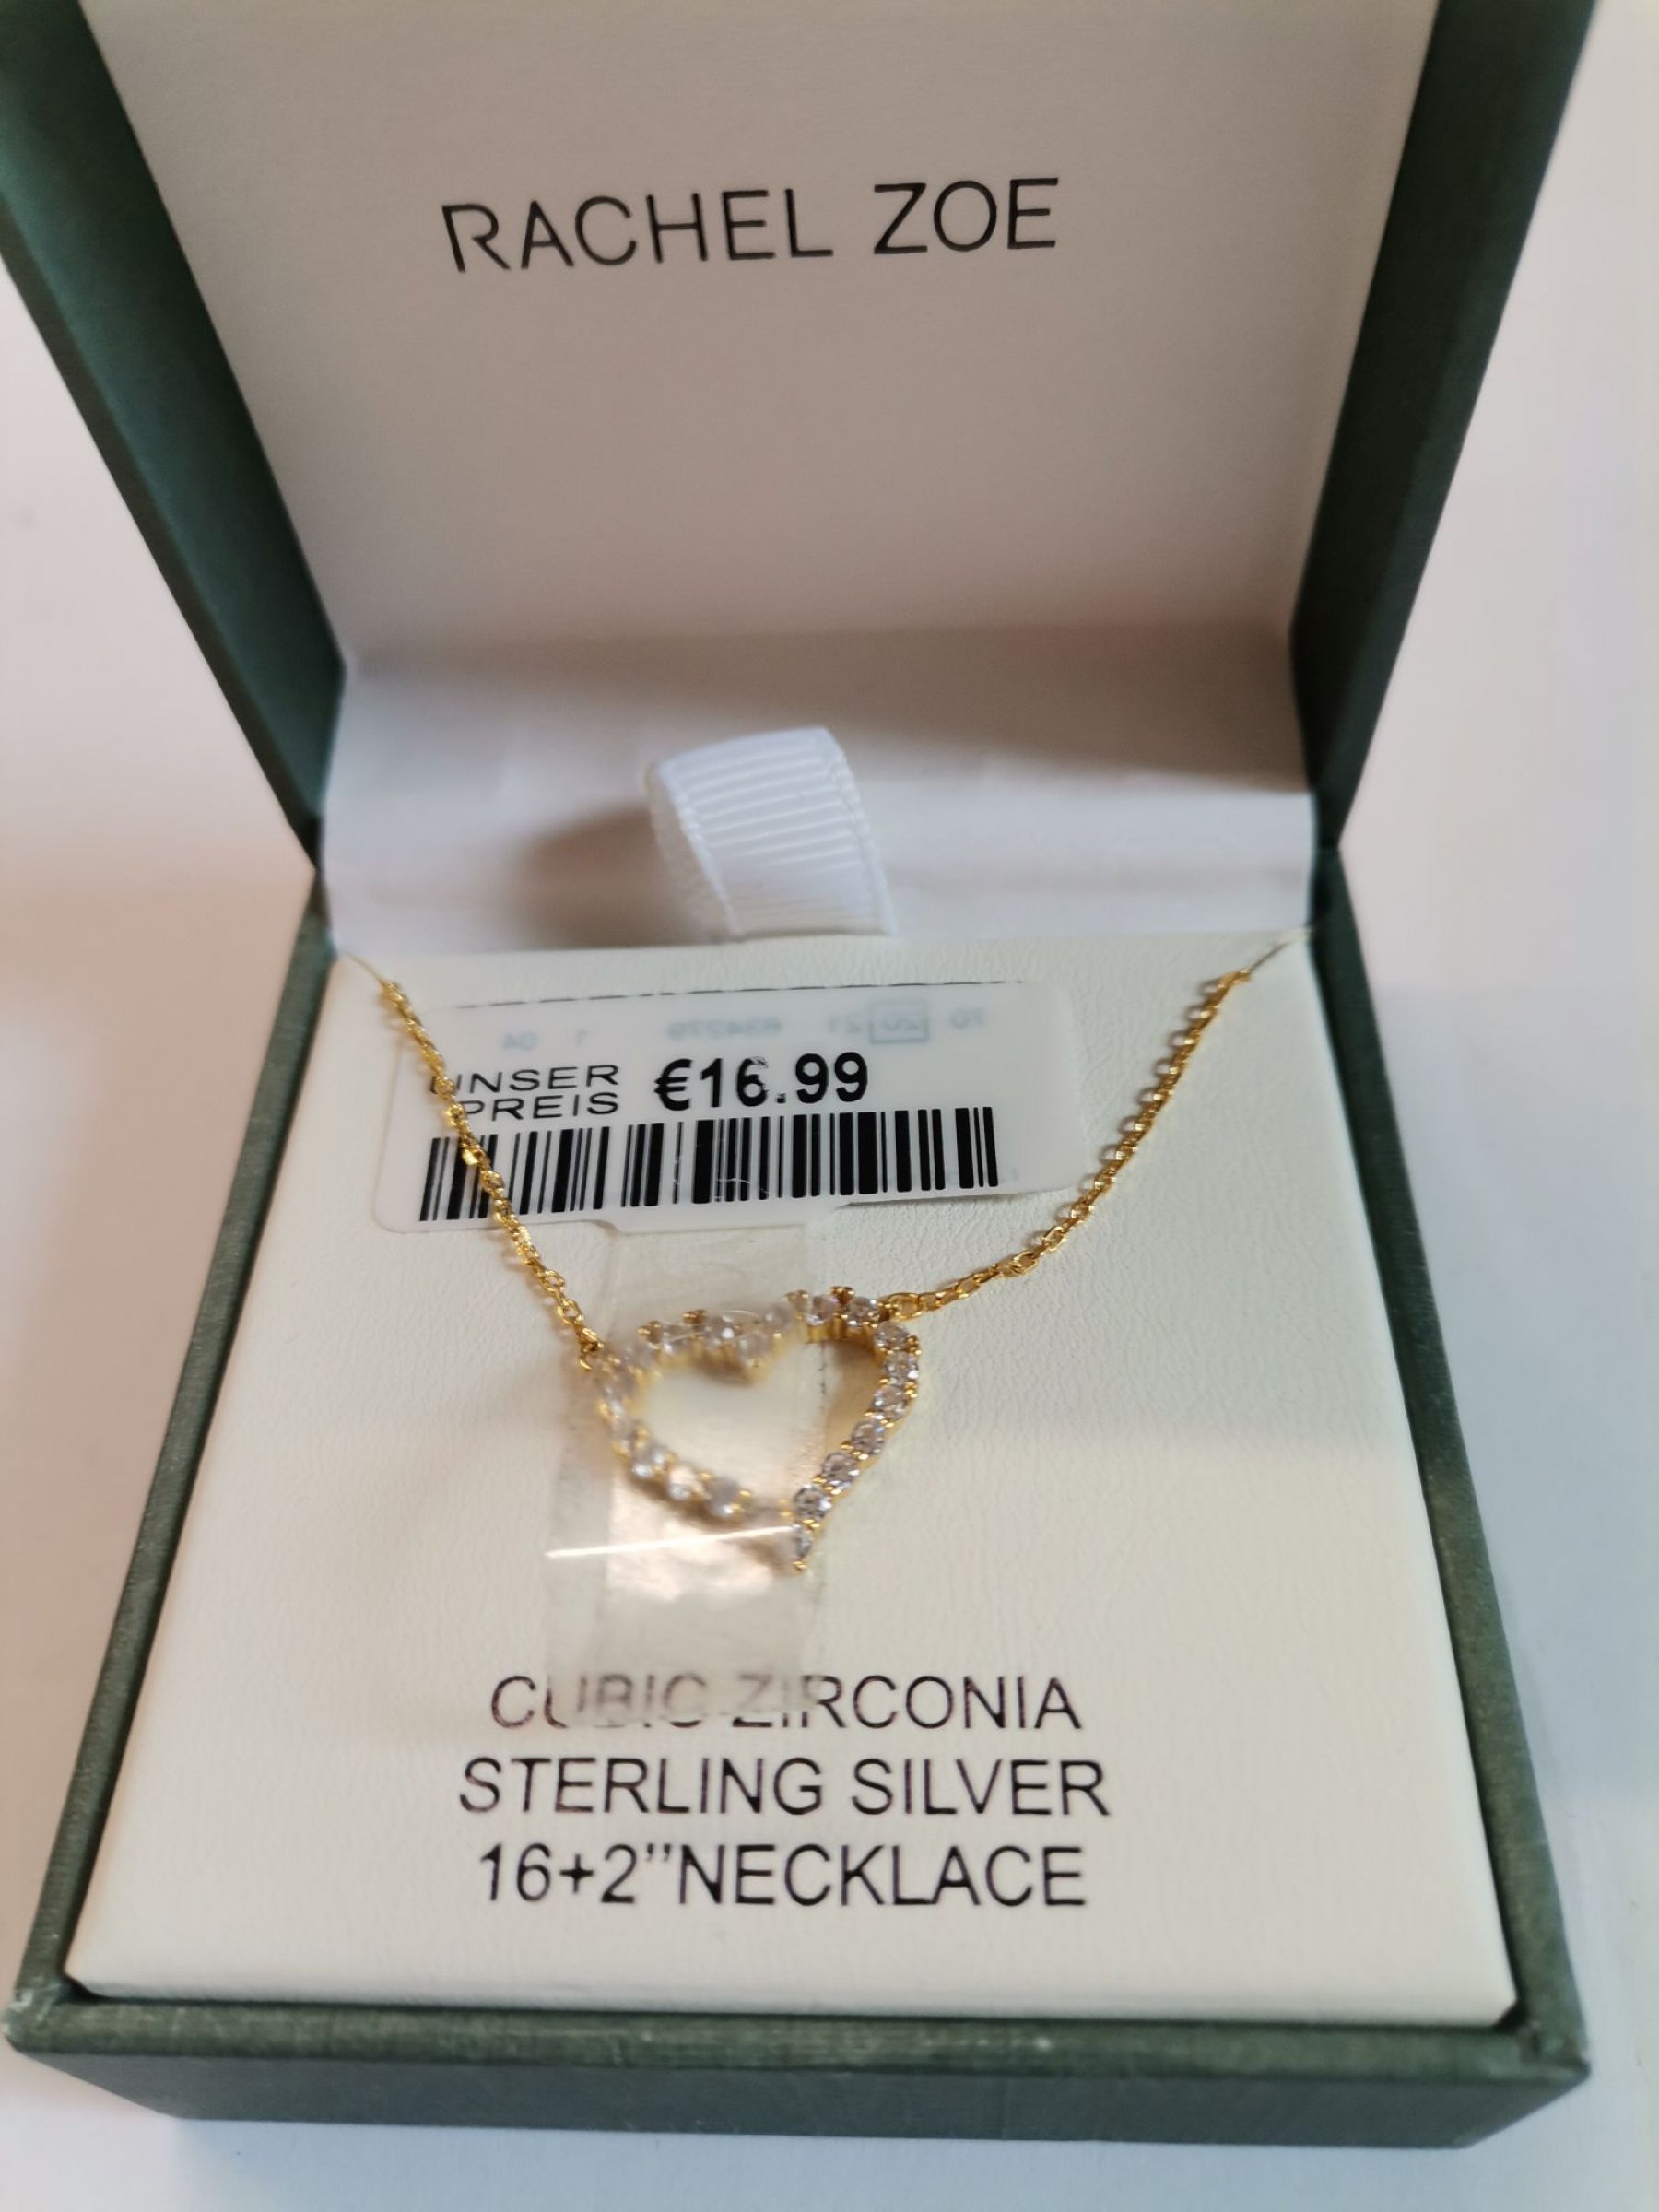 RACHEL ZOE
UNSER €16.99
PREIS
CUBIC ZIRCONIA
STERLING SILVER
16+2”NECKLACE